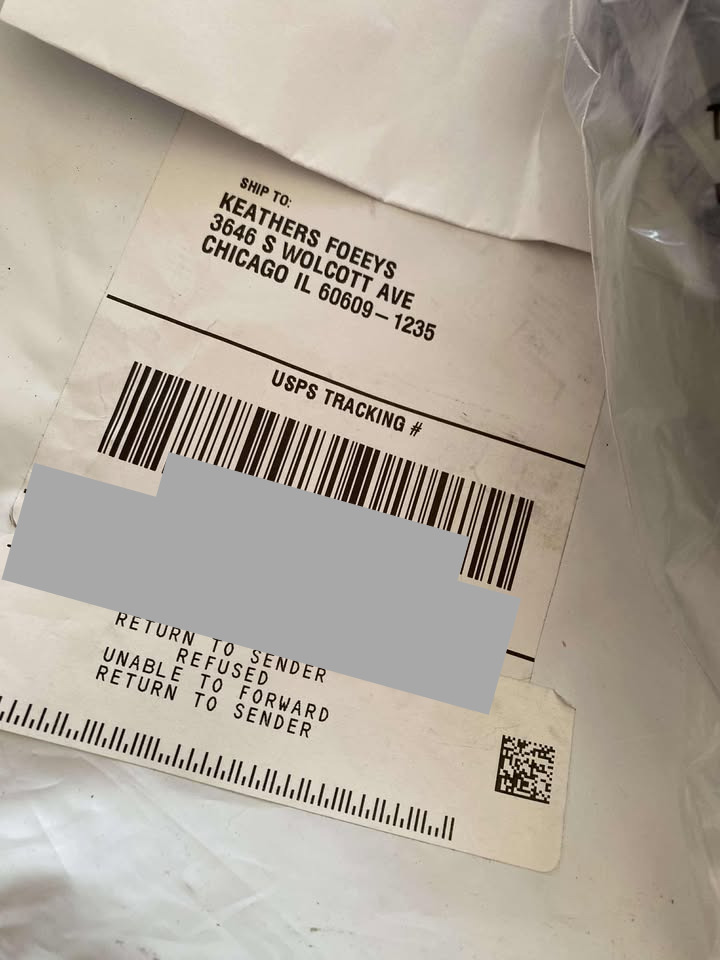 SHIP TO:
KEATHERS FOEEYS
3646 S WOLCOTT AVE
CHICAGO IL 60609-1235
USPS TRACKING #
RETURN TO SENDER
REFUSED
UNABLE TO FORWARD
RETURN TO SENDER